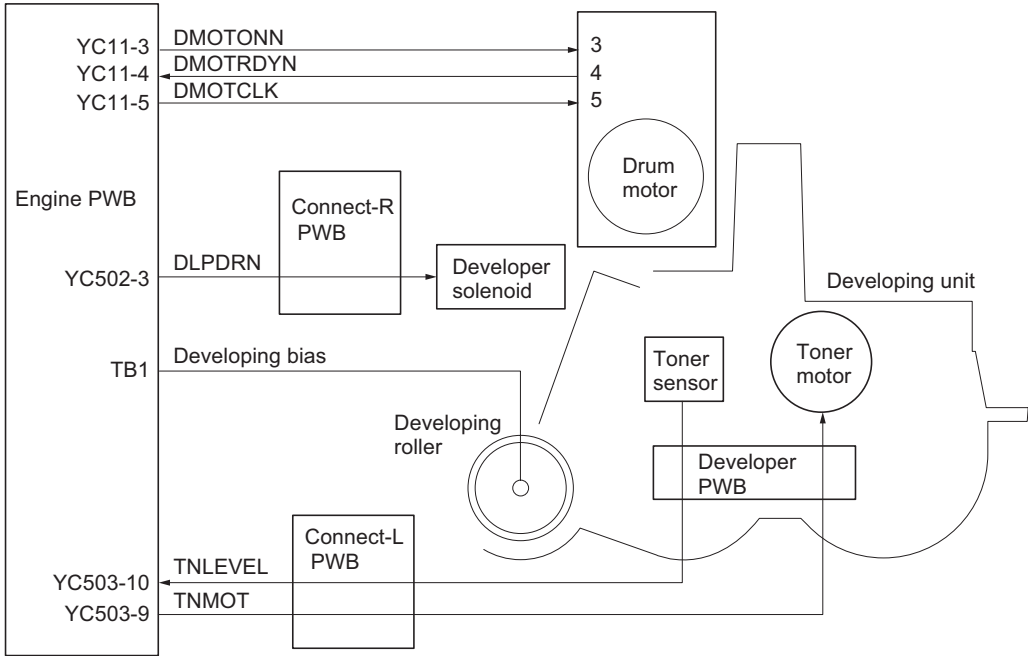 YC11-3 DMOTONN 3
YC11-4 DMOTRDYN 4
YC11-5 DMOTCLK 5
Drum
motor
Engine PWB
Connect-R
PWB
YC502-3 DLPDRN
Developer
solenoid
Developing unit
TB1 Developing bias
Toner
sensor
Toner
motor
Developing
roller
Developer
PWB
Connect-L
PWB
YC503-10 TNLEVEL
YC503-9 TNMOT